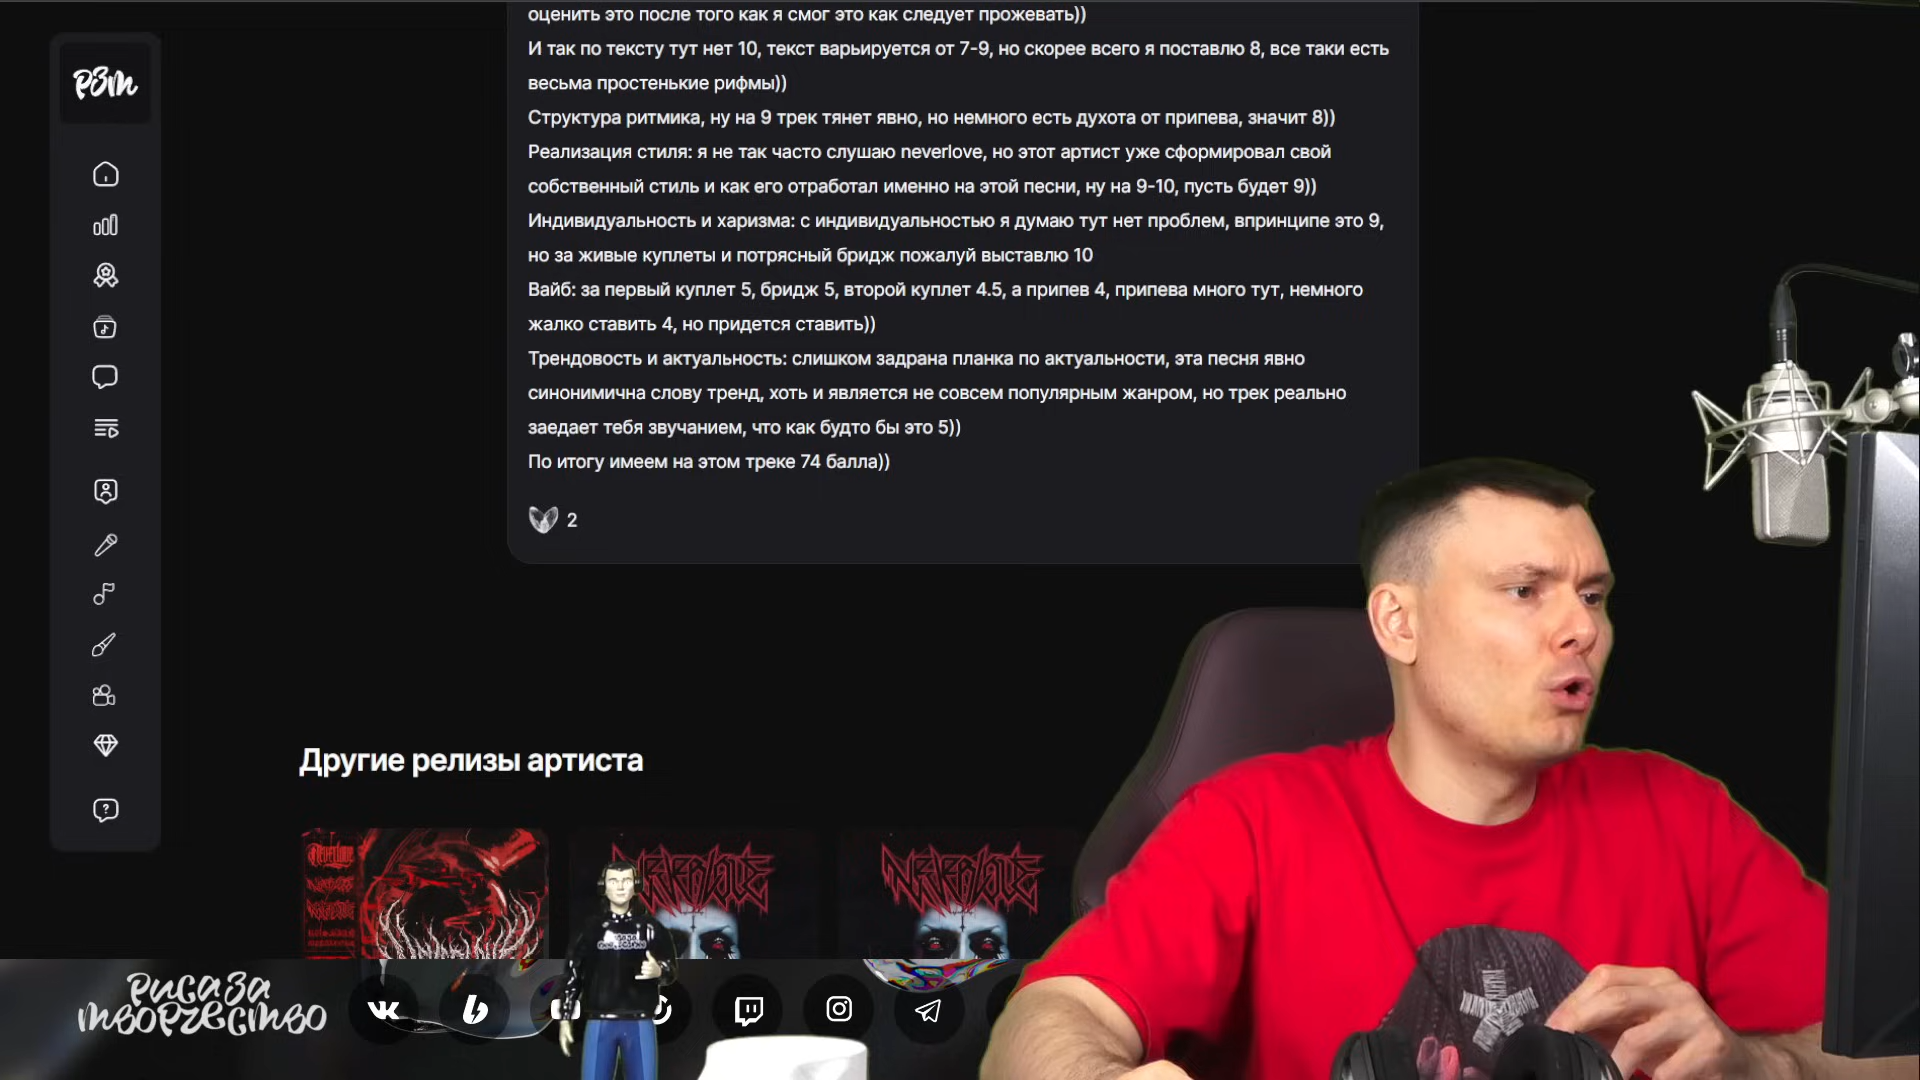 оценить это после того как я смог это как следует прожевать))
И так по тексту тут нет 10, текст варьируется от 7-9, но скорее всего я поставлю 8, все таки есть
весьма простенькие рифмы))
Структура ритмика, ну на 9 трек тянет явно, но немного есть духота от припева, значит 8))
Реализация стиля: я не так часто слушаю neverlove, но этот артист уже сформировал свой
собственный стиль и как его отработал именно на этой песни, ну на 9-10, пусть будет 9))
Индивидуальность и харизма: с индивидуальностью я думаю тут нет проблем, впринципе это 9,
но за живые куплеты и потрясный бридж пожалуй выставлю 10
Вайб: за первый куплет 5, бридж 5, второй куплет 4.5, а припев 4, припева много тут, немного
жалко ставить 4, но придется ставить))
Трендовость и актуальность: слишком задрана планка по актуальности, эта песня явно
синонимична слову тренд, хоть и является не совсем популярным жанром, но трек реально
заедает тебя звучанием, что как будто бы это 5))
По итогу имеем на этом треке 74 балла))
2
РЗТ
Другие релизы артиста
Neverlove
NEVERLOVE
NEVERLOVE
РИСА ЗА
ТВОРЧЕСТВО